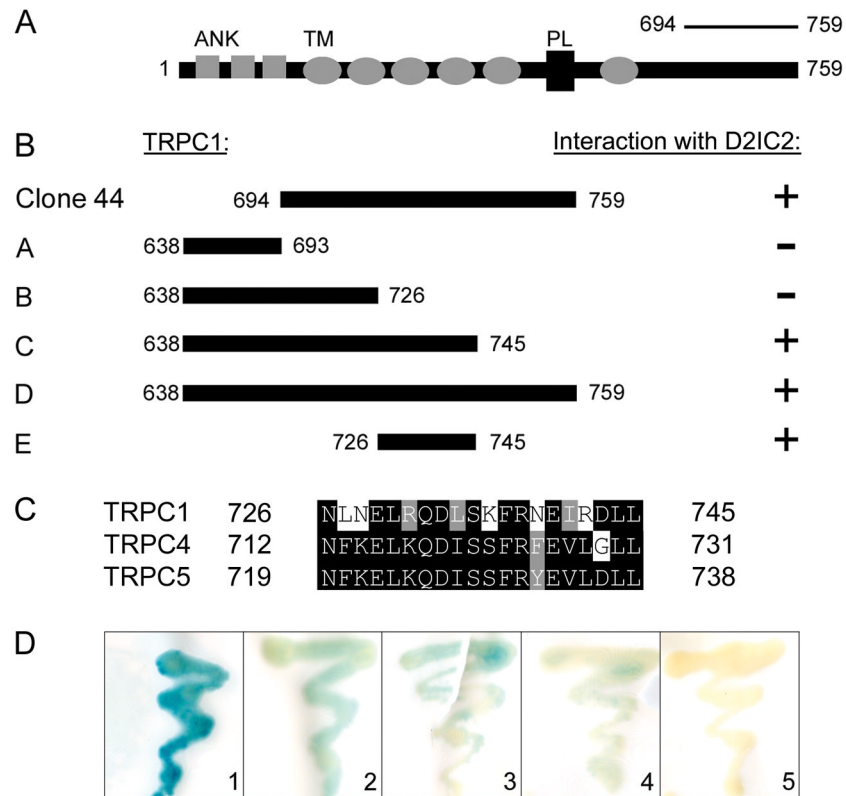 A
694 759
ANK TM PL
1 759
B
TRPC1: Interaction with D2IC2:
Clone 44 694 759 +
A 638 693 -
B 638 726 -
C 638 745 +
D 638 759 +
E 726 745 +
C
TRPC1 726 NLNELRQDLSKFRNEIRDLL 745
TRPC4 712 NFKELKQDISSFRFEVLGLL 731
TRPC5 719 NFKELKQDISSFRYEVLDLL 738
D
1 2 3 4 5